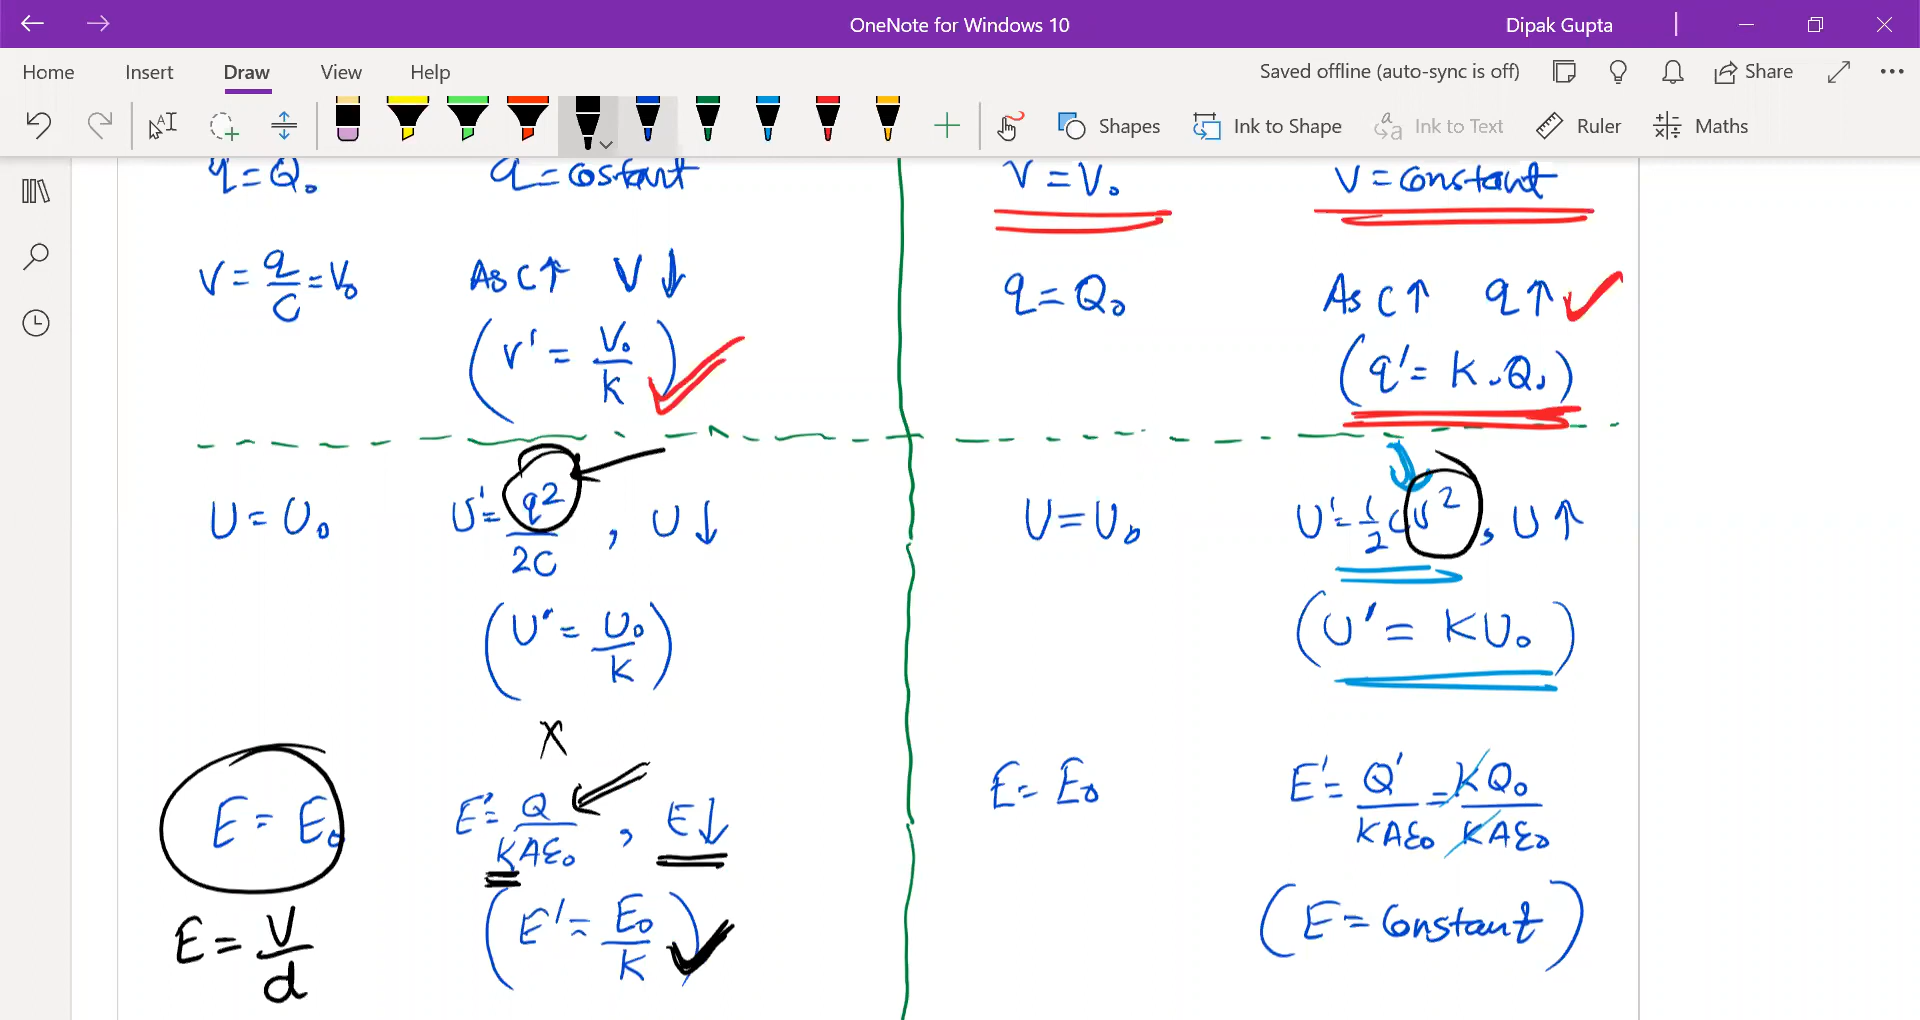 OneNote for Windows 10
Dipak Gupta
Home Insert Draw View Help
Saved offline (auto-sync is off) Share
Shapes Ink to Shape Ink to Text Ruler Maths
q = Q₀ q = costant V = V₀ V = constant
V = q/C = V₀ As C↑ V↓ q = Q₀ As C↑ q↑ ✓
(V' = V₀/K) ✓ (q' = K.Q₀)
U = U₀ U' = q²/2C , U↓ U = U₀ U' = 1/2 CV², U↑
(U' = U₀/K) (U' = KU₀)
X
E = E₀ E' = Q/KAε₀ , E↓ E = E₀ E' = Q'/KAε₀ = KQ₀/KAε₀
E = V/d (E' = E₀/K) ✓ (E = Constant)